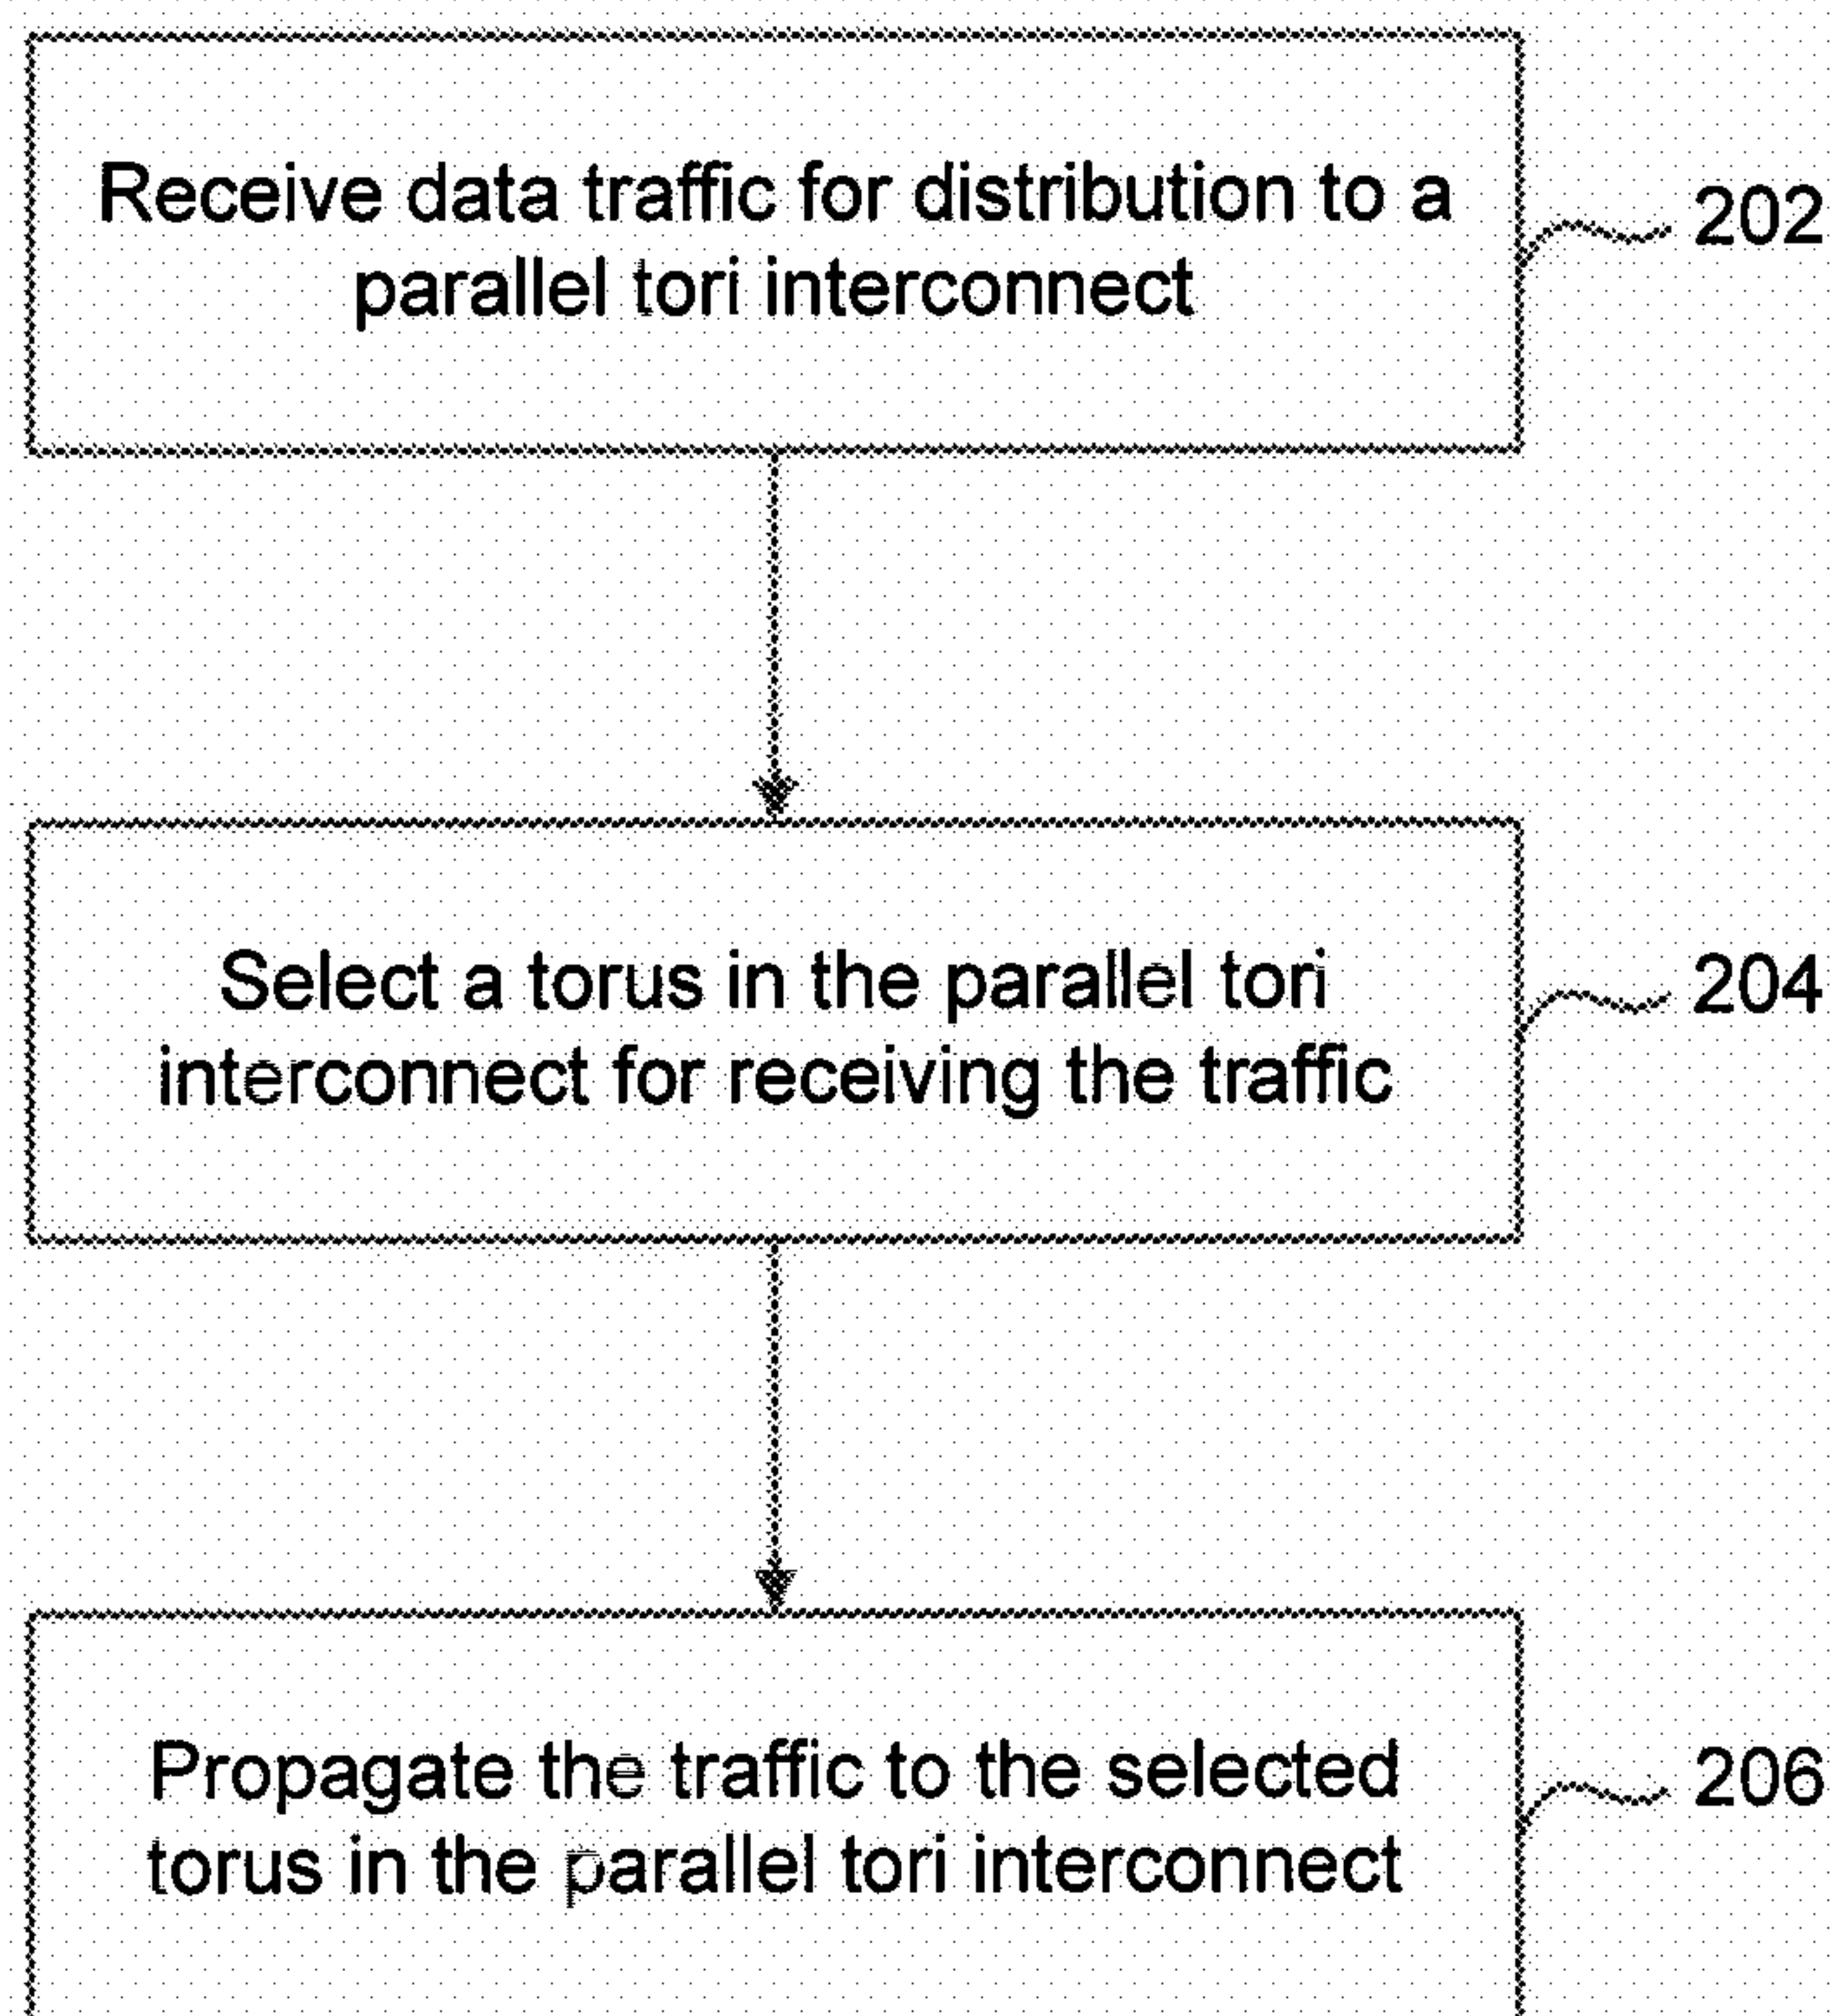 Receive data traffic for distribution to a
parallel tori interconnect
202
Select a torus in the parallel tori
interconnect for receiving the traffic
204
Propagate the traffic to the selected
torus in the parallel tori interconnect
206